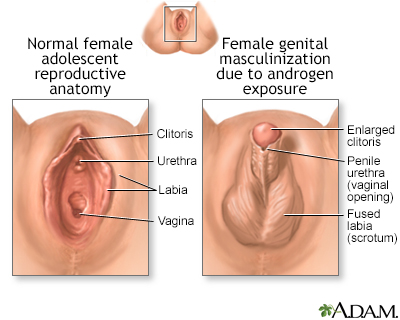 Normal female
adolescent
reproductive
anatomy
Female genital
masculinization
due to androgen
exposure
Clitoris
Urethra
Labia
Vagina
Enlarged
clitoris
Penile
urethra
(vaginal
opening)
Fused
labia
(scrotum)
ADAM.